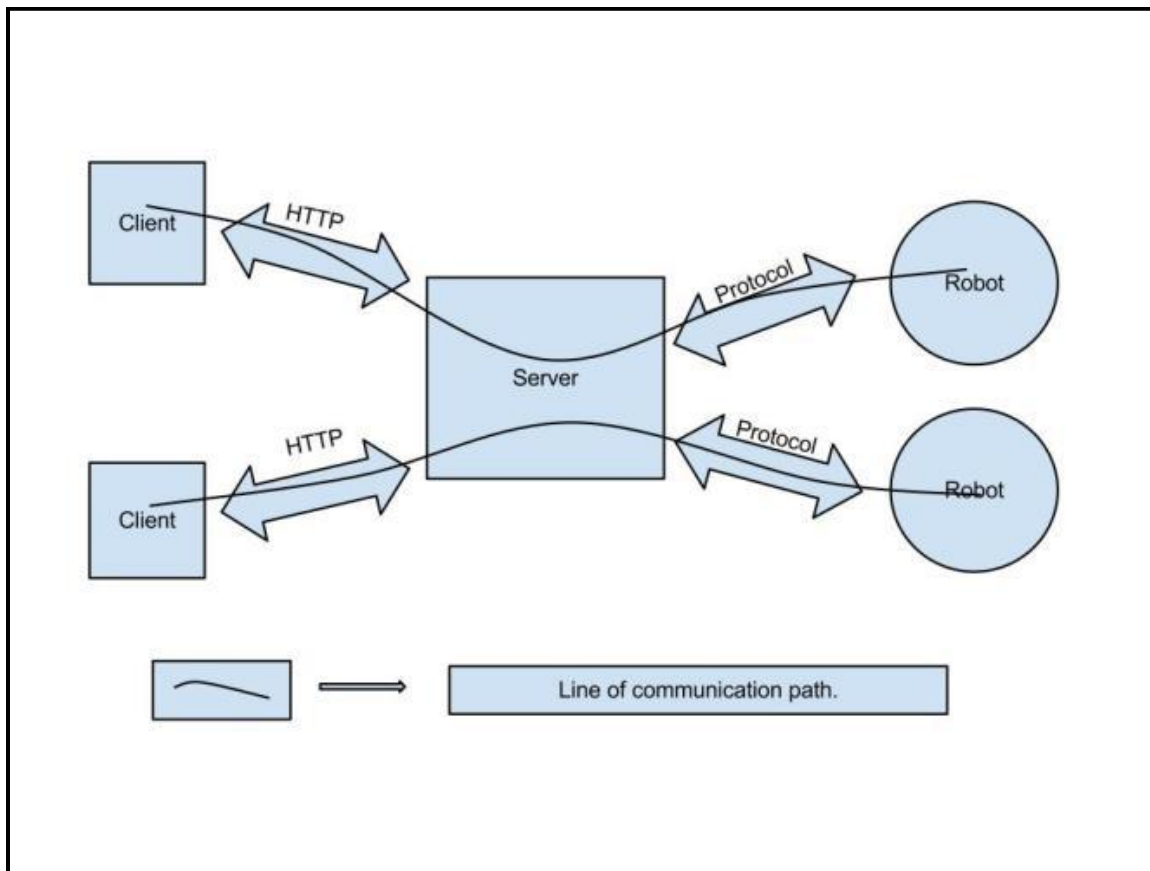 Client
HTTP
Protocol
Robot
Server
Client
HTTP
Protocol
Robot
Line of communication path.